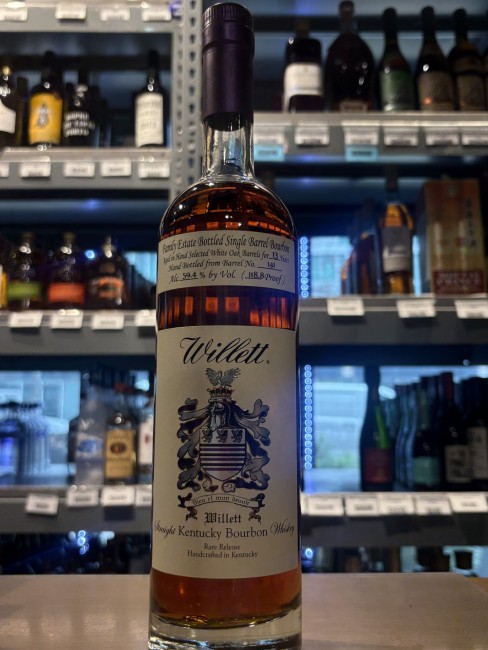 Family Estate Bottled Single Barrel Bourbon
Aged in Hand Selected White Oak Barrels for 13 Years
Hand Bottled from Barrel No.
Alc. 59.4 % by Vol. ( 118.8 Proof )
Willett®
Willett
Straight Kentucky Bourbon Whiskey
Rare Release
Handcrafted in Kentucky